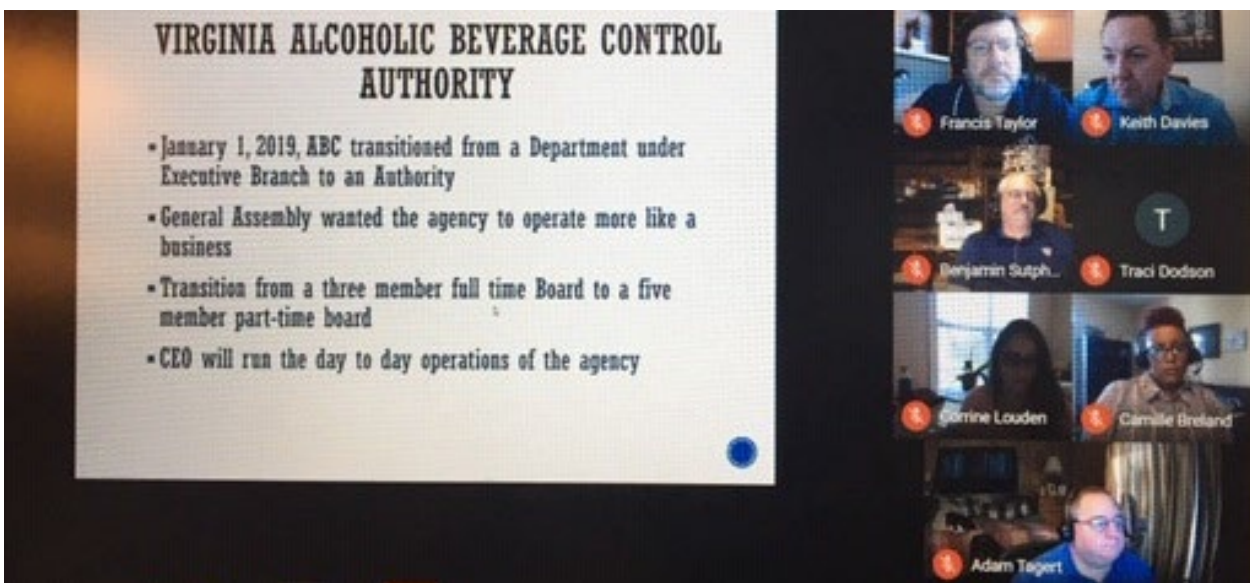 VIRGINIA ALCOHOLIC BEVERAGE CONTROL
AUTHORITY
▪ January 1, 2019, ABC transitioned from a Department under
Executive Branch to an Authority
▪ General Assembly wanted the agency to operate more like a
business
▪ Transition from a three member full time Board to a five
member part-time board
▪ CEO will run the day to day operations of the agency
Francis Taylor
Keith Davies
Benjamin Sutph...
T
Traci Dodson
Corrine Louden
Camille Breland
Adam Tagert